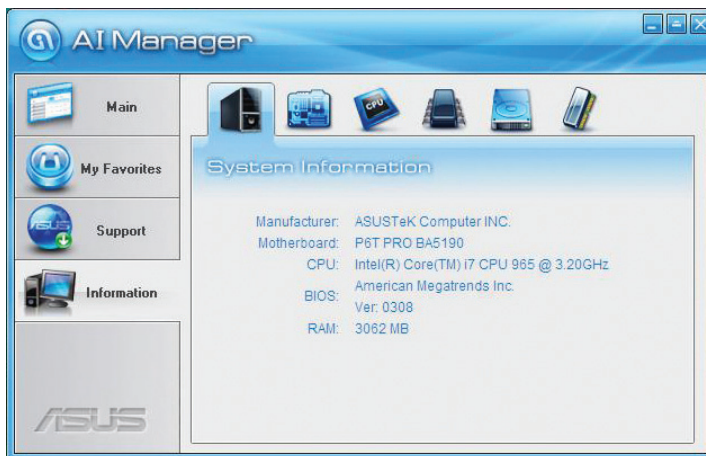 AI Manager
Main
My Favorites
Support
Information
ASUS
CPU
System Information
Manufacturer: ASUSTeK Computer INC.
Motherboard: P6T PRO BA5190
CPU: Intel(R) Core(TM) i7 CPU 965 @ 3.20GHz
BIOS: American Megatrends Inc.
Ver: 0308
RAM: 3062 MB
ASUS